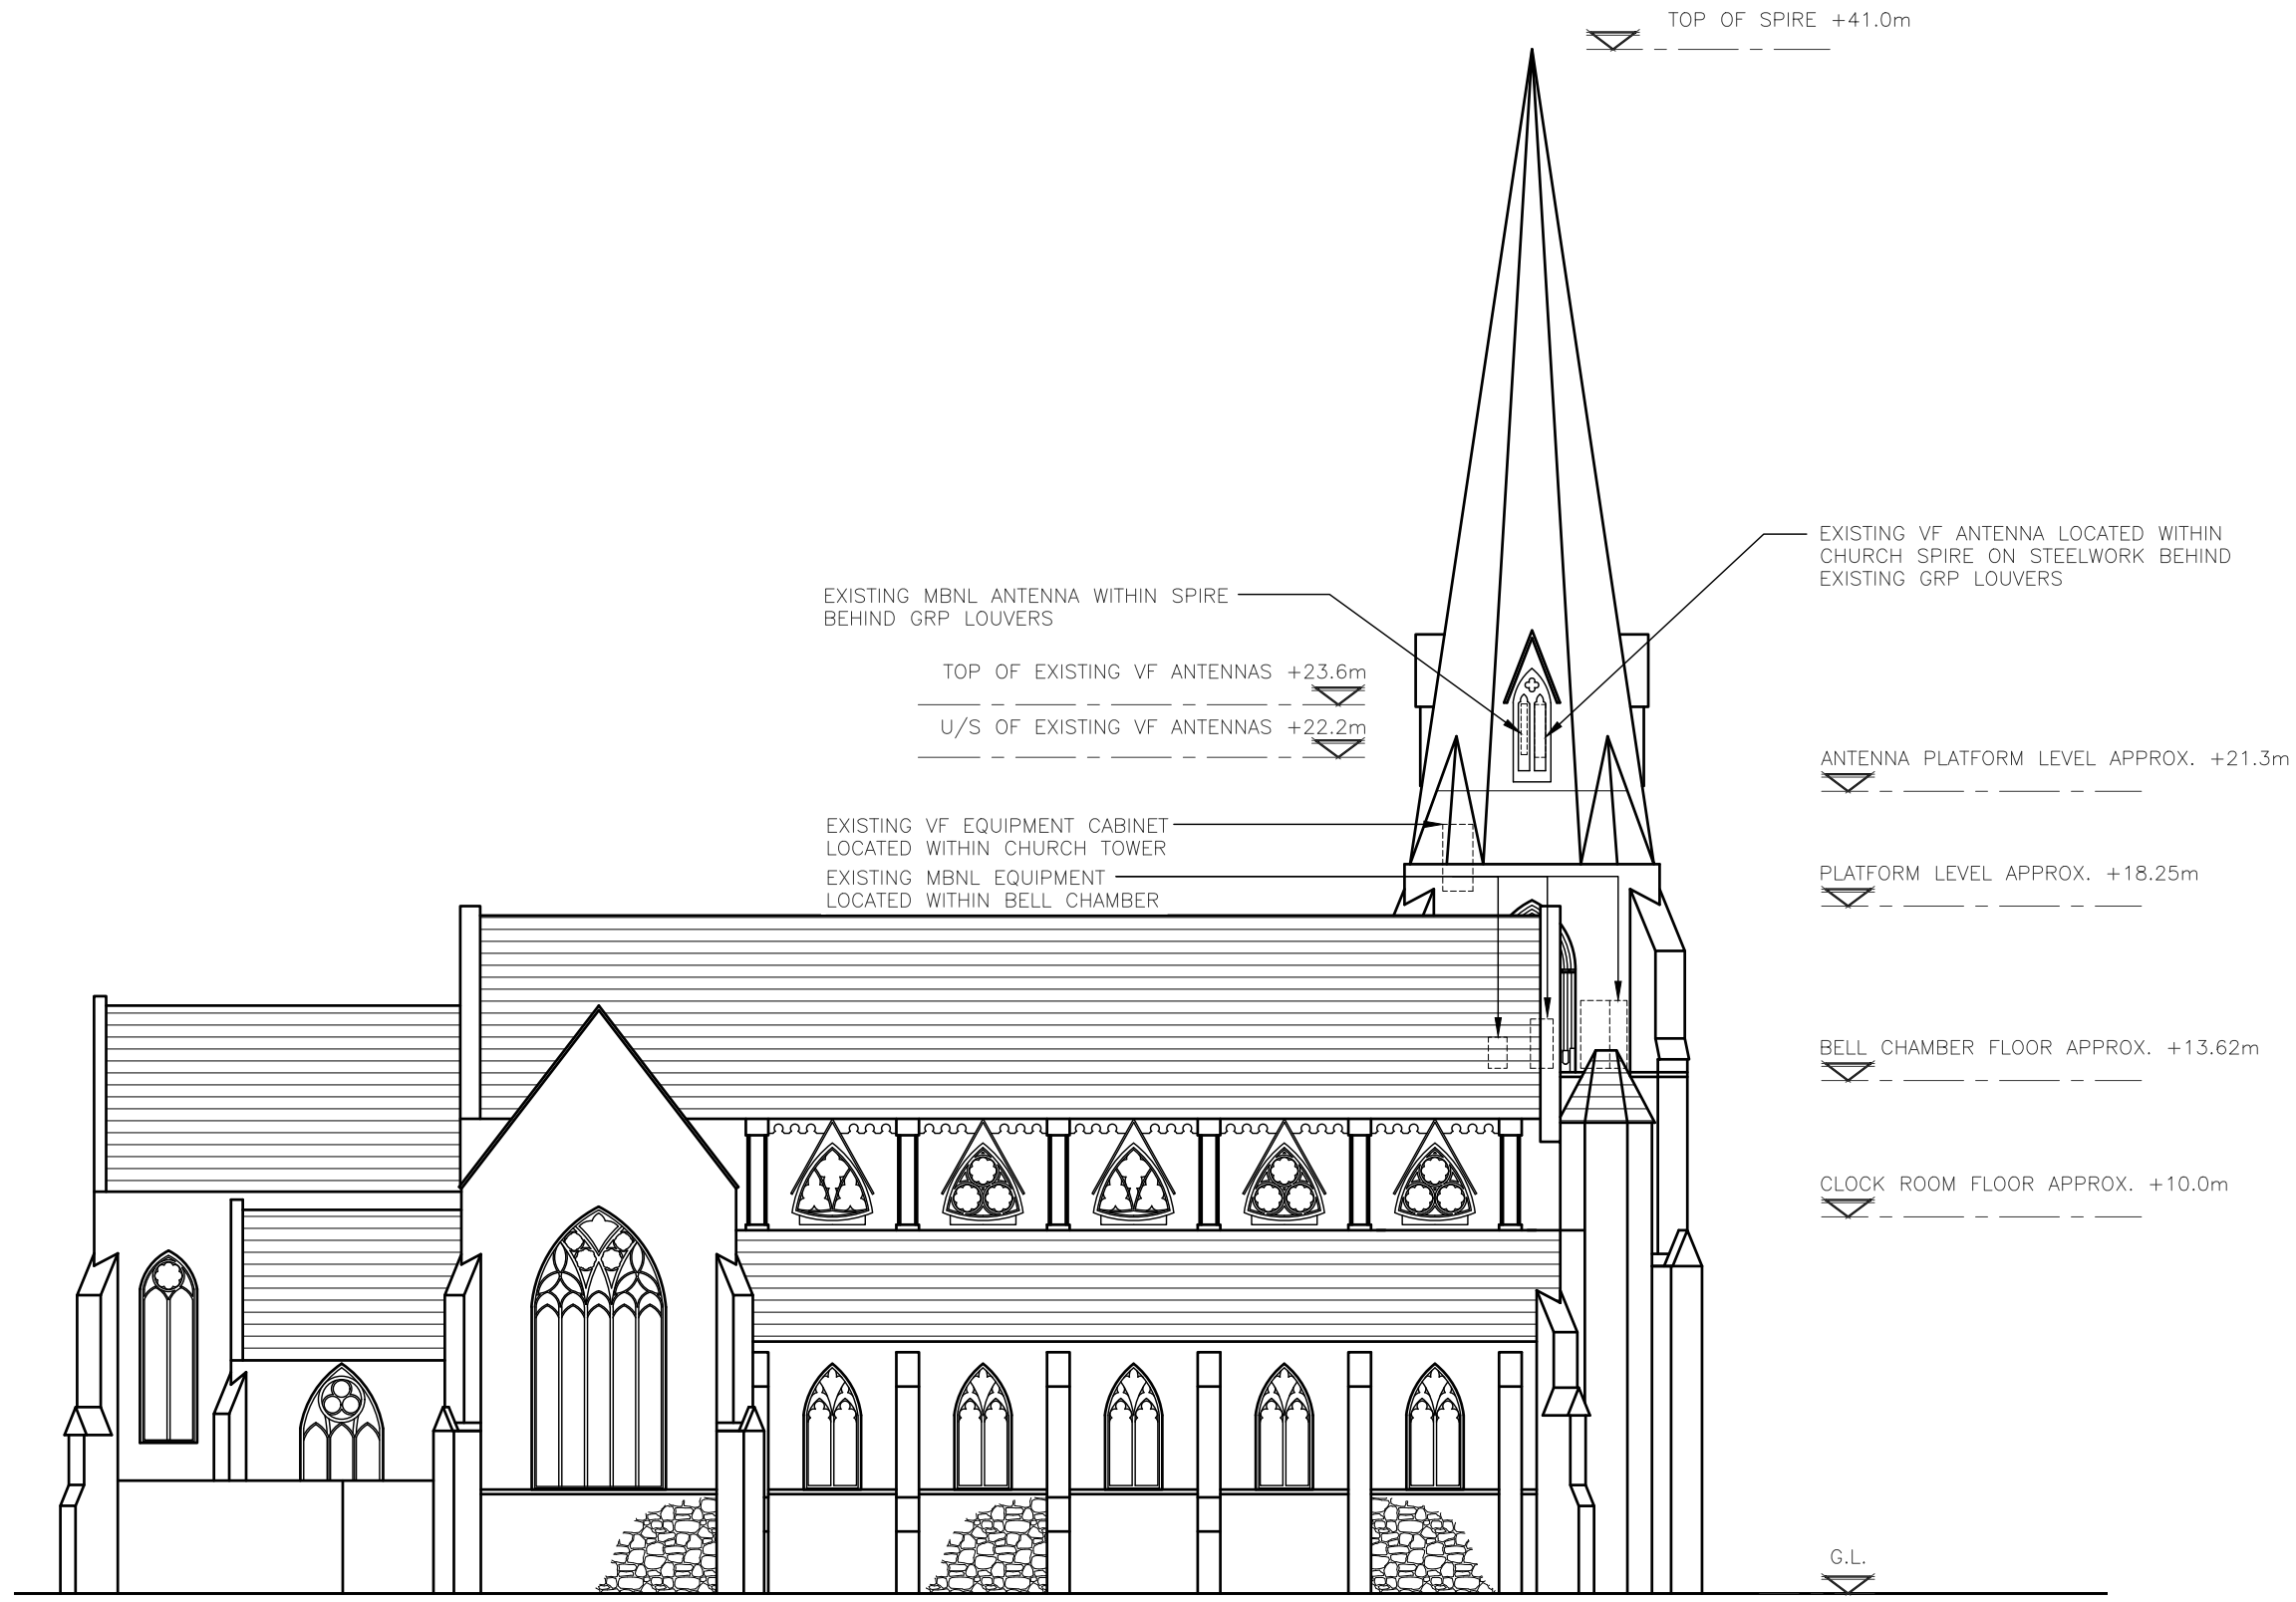 TOP OF SPIRE +41.0m
EXISTING VF ANTENNA LOCATED WITHIN
CHURCH SPIRE ON STEELWORK BEHIND
EXISTING GRP LOUVERS
EXISTING MBNL ANTENNA WITHIN SPIRE
BEHIND GRP LOUVERS
TOP OF EXISTING VF ANTENNAS +23.6m
U/S OF EXISTING VF ANTENNAS +22.2m
ANTENNA PLATFORM LEVEL APPROX. +21.3m
EXISTING VF EQUIPMENT CABINET
LOCATED WITHIN CHURCH TOWER
EXISTING MBNL EQUIPMENT
LOCATED WITHIN BELL CHAMBER
PLATFORM LEVEL APPROX. +18.25m
BELL CHAMBER FLOOR APPROX. +13.62m
CLOCK ROOM FLOOR APPROX. +10.0m
G.L.